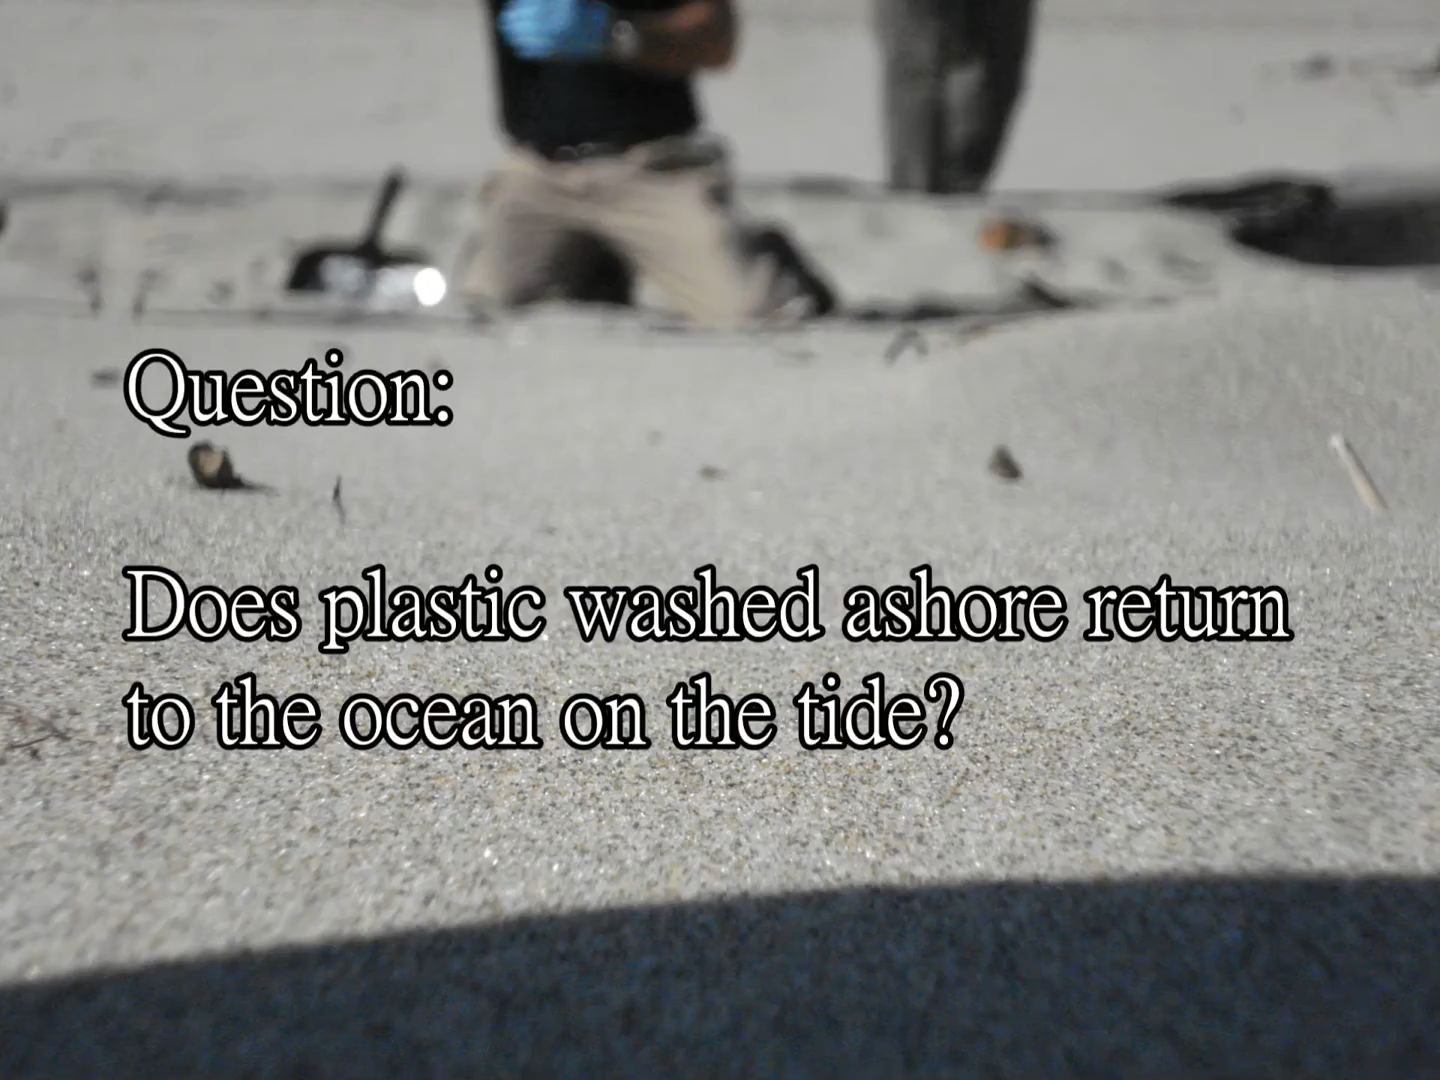 Question:
Does plastic washed ashore return
to the ocean on the tide?